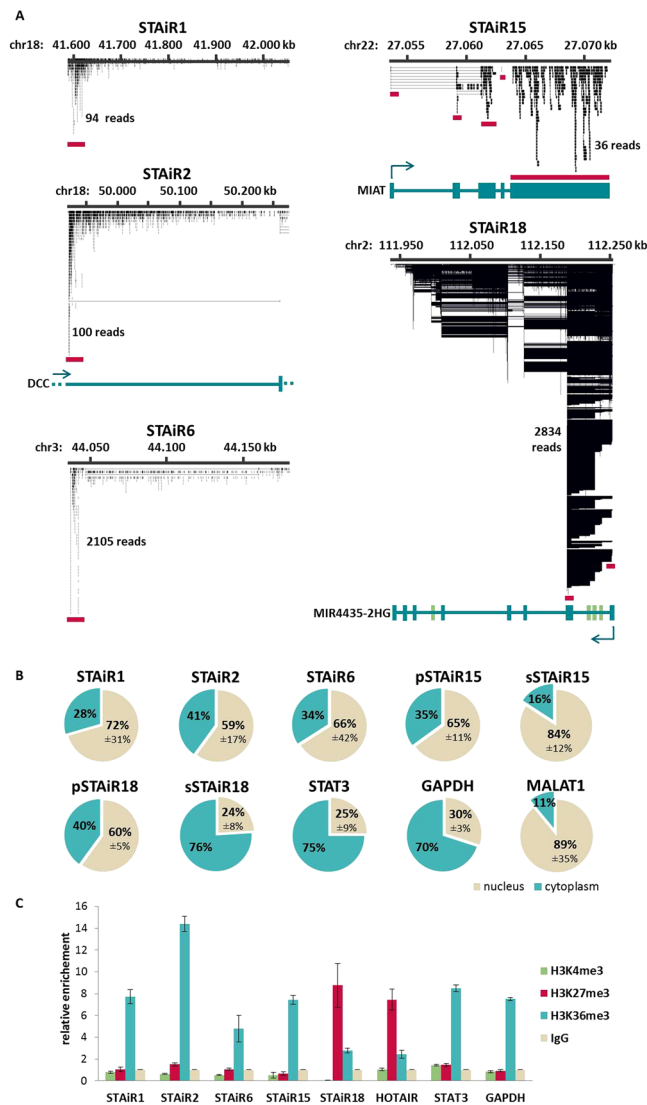 A
STAiR1
chr18: 41.600 41.700 41.800 41.900 42.000 kb
94 reads
STAiR2
chr18: 50.000 50.100 50.200 kb
100 reads
DCC
STAiR6
chr3: 44.050 44.100 44.150 kb
2105 reads
STAiR15
chr22: 27.055 27.060 27.065 27.070 kb
36 reads
MIAT
STAiR18
chr2: 111.950 112.050 112.150 112.250 kb
2834
reads
MIR4435-2HG
B
STAiR1 STAiR2 STAiR6 pSTAiR15 sSTAiR15
28% 72% ±31%
41% 59% ±17%
34% 66% ±42%
35% 65% ±11%
16% 84% ±12%
pSTAiR18 sSTAiR18 STAT3 GAPDH MALAT1
40% 60% ±5%
24% ±8% 76%
25% ±9% 75%
30% ±3% 70%
11% 89% ±35%
nucleus cytoplasm
C
relative enrichement
16
14
12
10
8
6
4
2
0
STAiR1 STAiR2 STAiR6 STAiR15 STAiR18 HOTAIR STAT3 GAPDH
H3K4me3
H3K27me3
H3K36me3
IgG